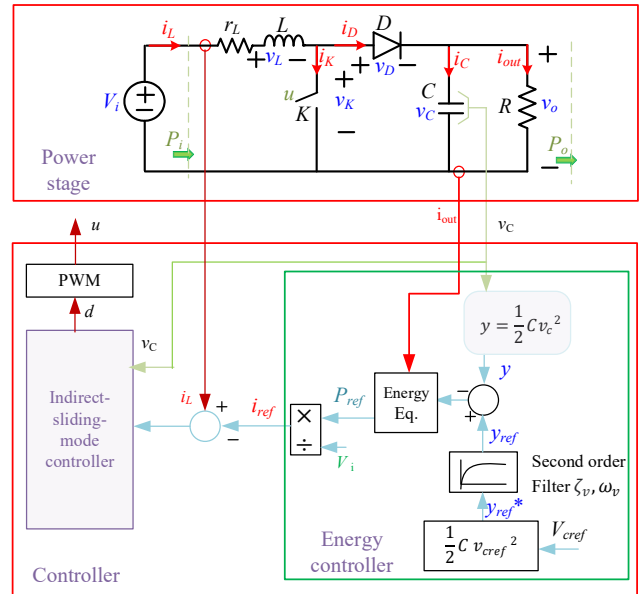 i_L r_L L i_D D
+ v_L − i_K + v_D − i_C i_out +
V_i u K + v_K − C v_C R v_o −
P_i P_o
Power
stage
i_out v_C
u
PWM
d
v_C
y = 1/2 C v_c ²
y
Indirect-
sliding-
mode
controller
i_L + −
i_ref
× ÷
V_i
P_ref
Energy
Eq.
− +
y_ref
Second order
Filter ζ_v, ω_v
y_ref*
1/2 C v_cref ²
V_cref
Energy
controller
Controller